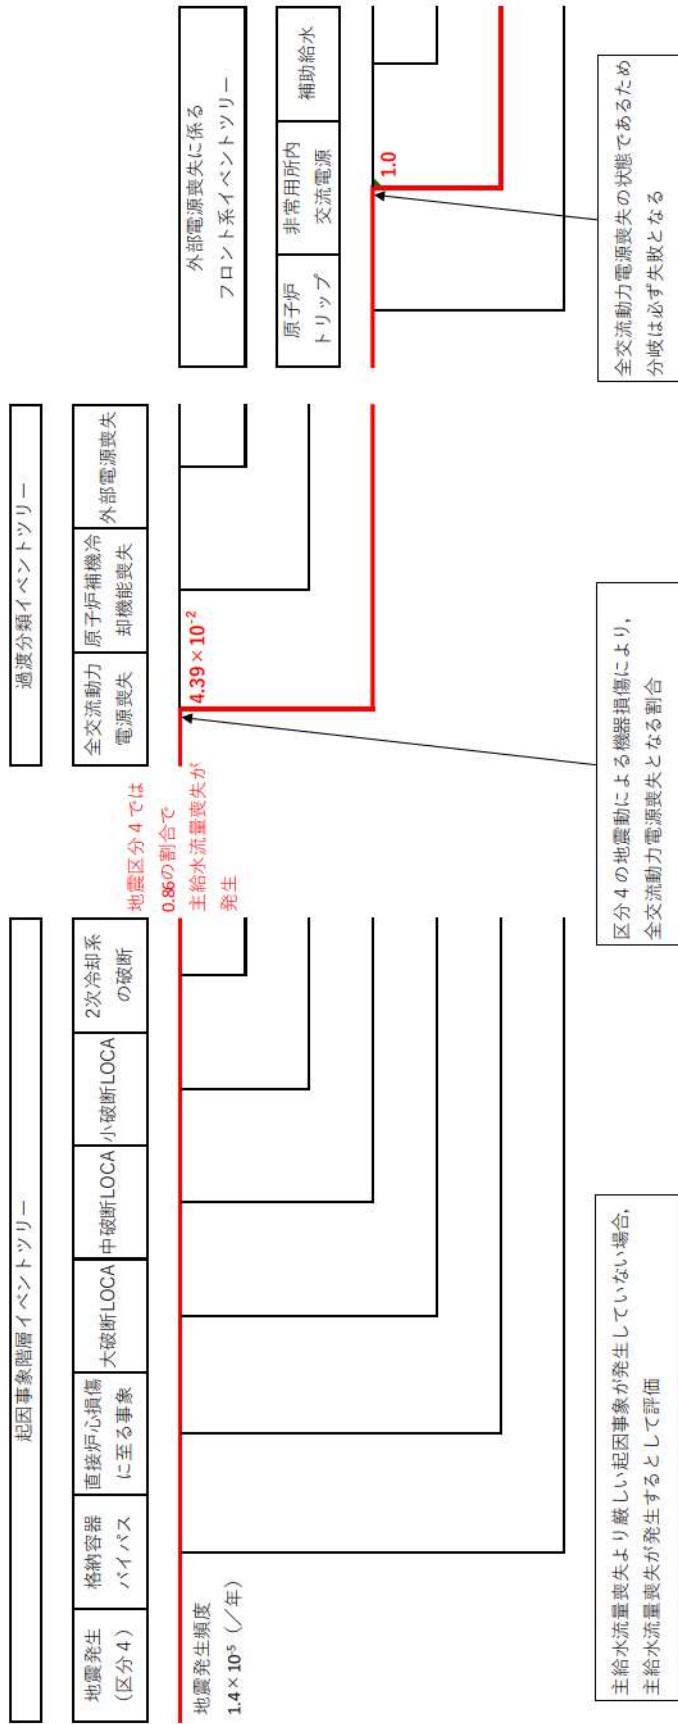 起因事象階層イベントツリー
地震発生
(区分4)
格納容器
バイパス
直接炉心損傷
に至る事象
大破断LOCA
中破断LOCA
小破断LOCA
2次冷却系
の破断
地震発生頻度
1.4×10⁻⁵（／年）
主給水流量喪失より厳しい起因事象が発生していない場合,
主給水流量喪失が発生するとして評価
地震区分4では
0.86の割合で
主給水流量喪失が
発生
過渡分類イベントツリー
全交流動力
電源喪失
原子炉補機冷
却機能喪失
外部電源喪失
4.39×10⁻²
区分4の地震動による機器損傷により,
全交流動力電源喪失となる割合
外部電源喪失に係る
フロント系イベントツリー
原子炉
トリップ
非常用所内
交流電源
補助給水
1.0
全交流動力電源喪失の状態であるため
分岐は必ず失敗となる